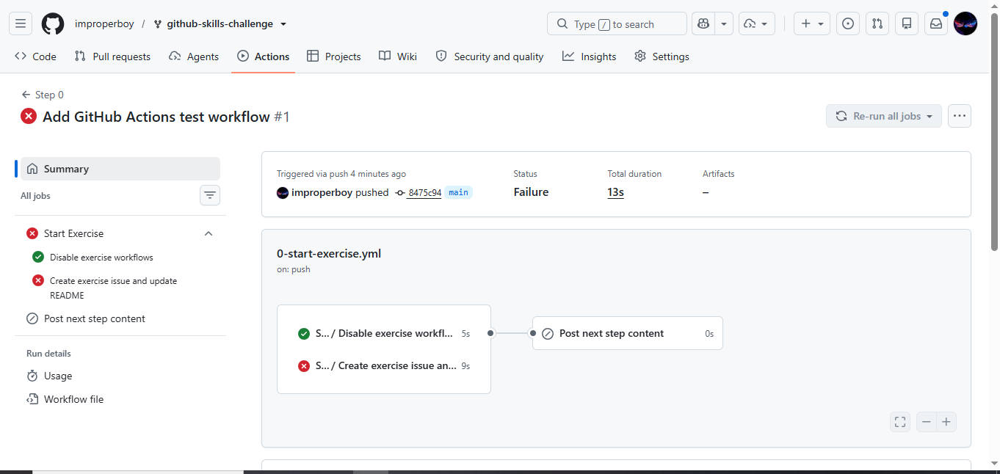 improperboy / github-skills-challenge
Type / to search
Code Pull requests Agents Actions Projects Wiki Security and quality Insights Settings
Step 0
Add GitHub Actions test workflow #1
Re-run all jobs
Summary
All jobs
Start Exercise
Disable exercise workflows
Create exercise issue and update
README
Post next step content
Run details
Usage
Workflow file
Triggered via push 4 minutes ago
improperboy pushed 8475c94 main
Status
Failure
Total duration
13s
Artifacts
–
0-start-exercise.yml
on: push
S... / Disable exercise workfl... 5s
S... / Create exercise issue an... 9s
Post next step content 0s